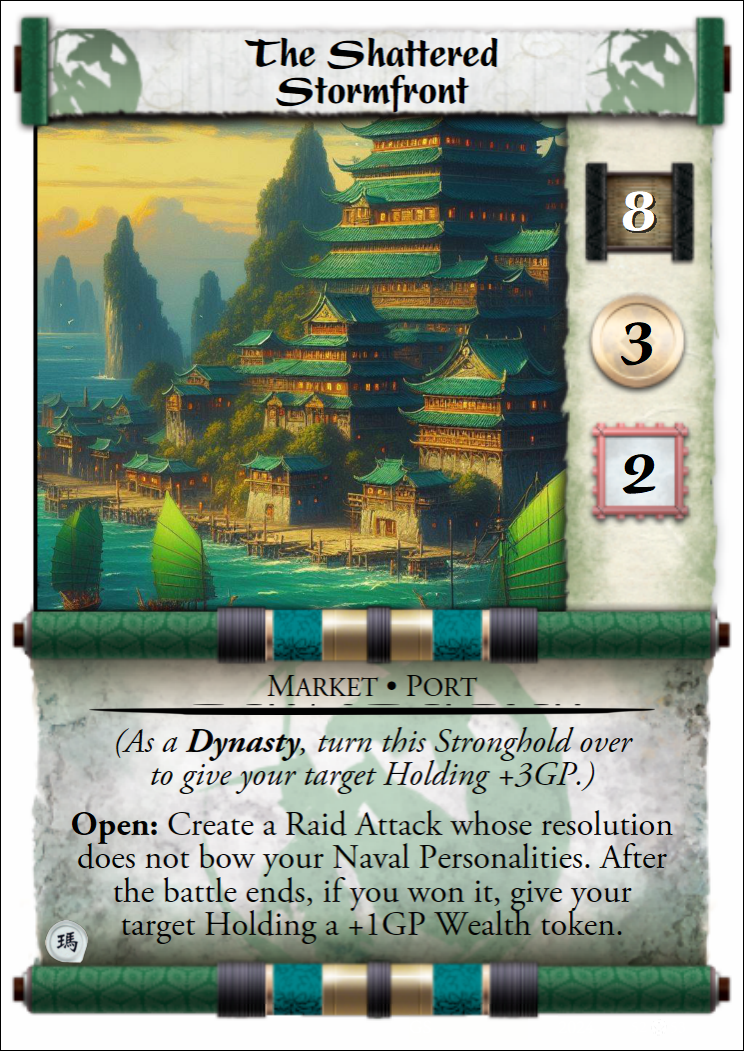 The Shattered
Stormfront
8
3
2
Market • Port
(As a Dynasty, turn this Stronghold over
to give your target Holding +3GP.)
Open: Create a Raid Attack whose resolution
does not bow your Naval Personalities. After
the battle ends, if you won it, give your
target Holding a +1GP Wealth token.
瑪